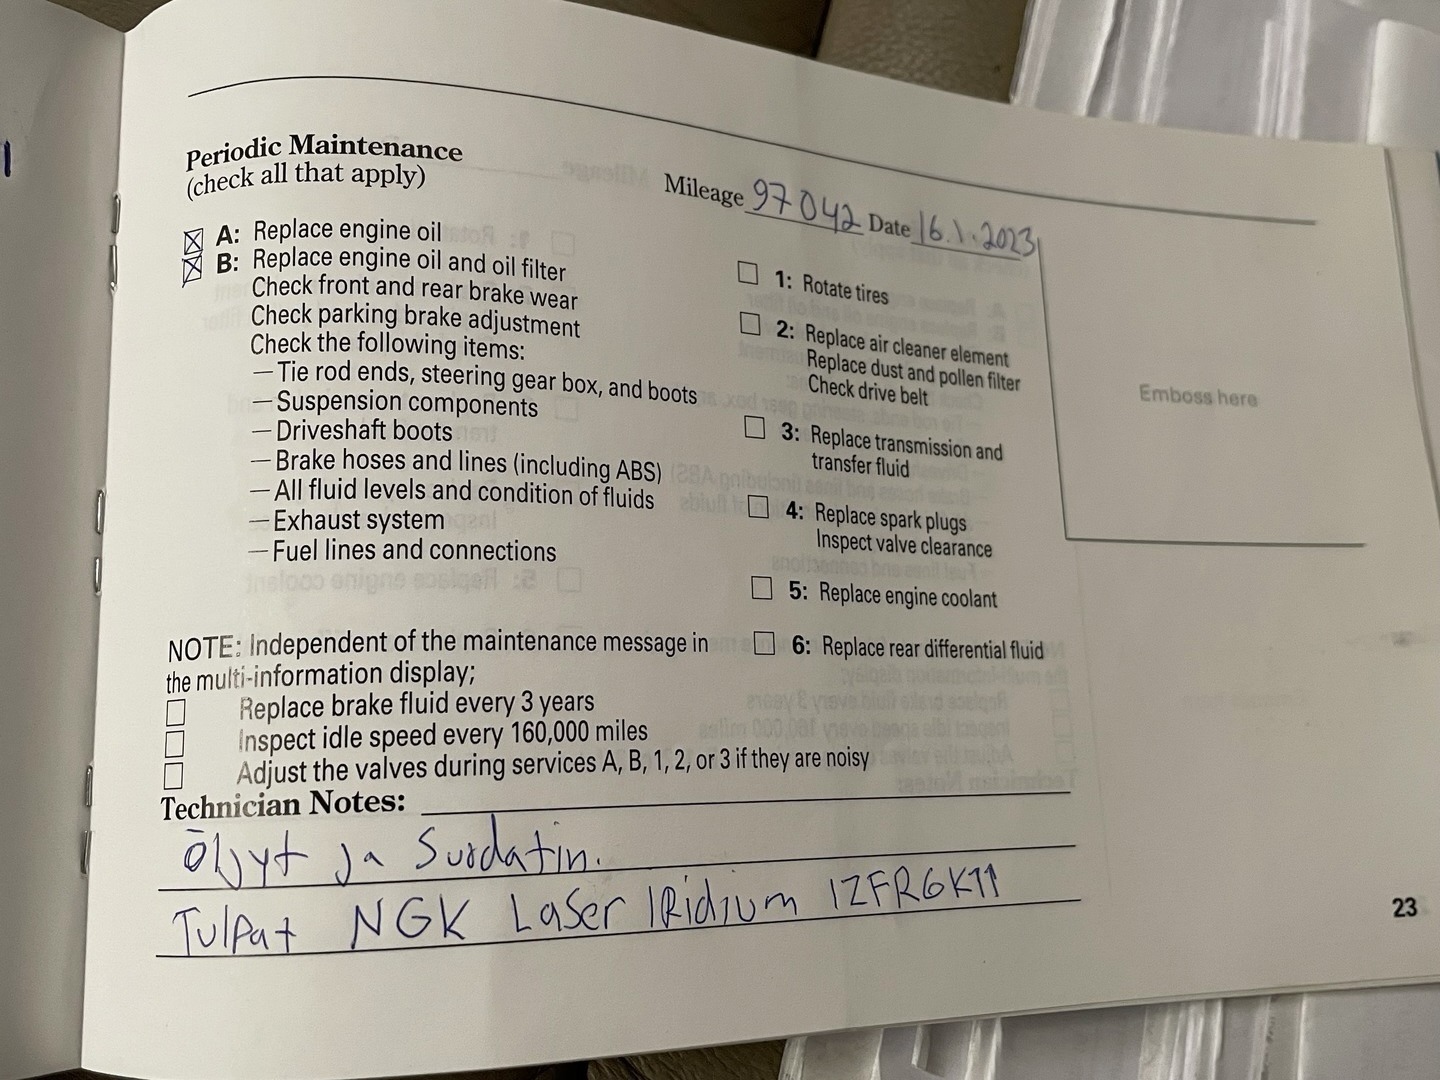 Periodic Maintenance
(check all that apply)
Mileage 97042 Date 16.1.2023
A: Replace engine oil
B: Replace engine oil and oil filter
Check front and rear brake wear
Check parking brake adjustment
Check the following items:
– Tie rod ends, steering gear box, and boots
– Suspension components
– Driveshaft boots
– Brake hoses and lines (including ABS)
– All fluid levels and condition of fluids
– Exhaust system
– Fuel lines and connections
NOTE: Independent of the maintenance message in
the multi-information display;
Replace brake fluid every 3 years
Inspect idle speed every 160,000 miles
Adjust the valves during services A, B, 1, 2, or 3 if they are noisy
1: Rotate tires
2: Replace air cleaner element
Replace dust and pollen filter
Check drive belt
3: Replace transmission and
transfer fluid
4: Replace spark plugs
Inspect valve clearance
5: Replace engine coolant
6: Replace rear differential fluid
Emboss here
Technician Notes:
Öljyt ja Suodatin.
Tulpat NGK Laser IRidium IZFR6K11
23